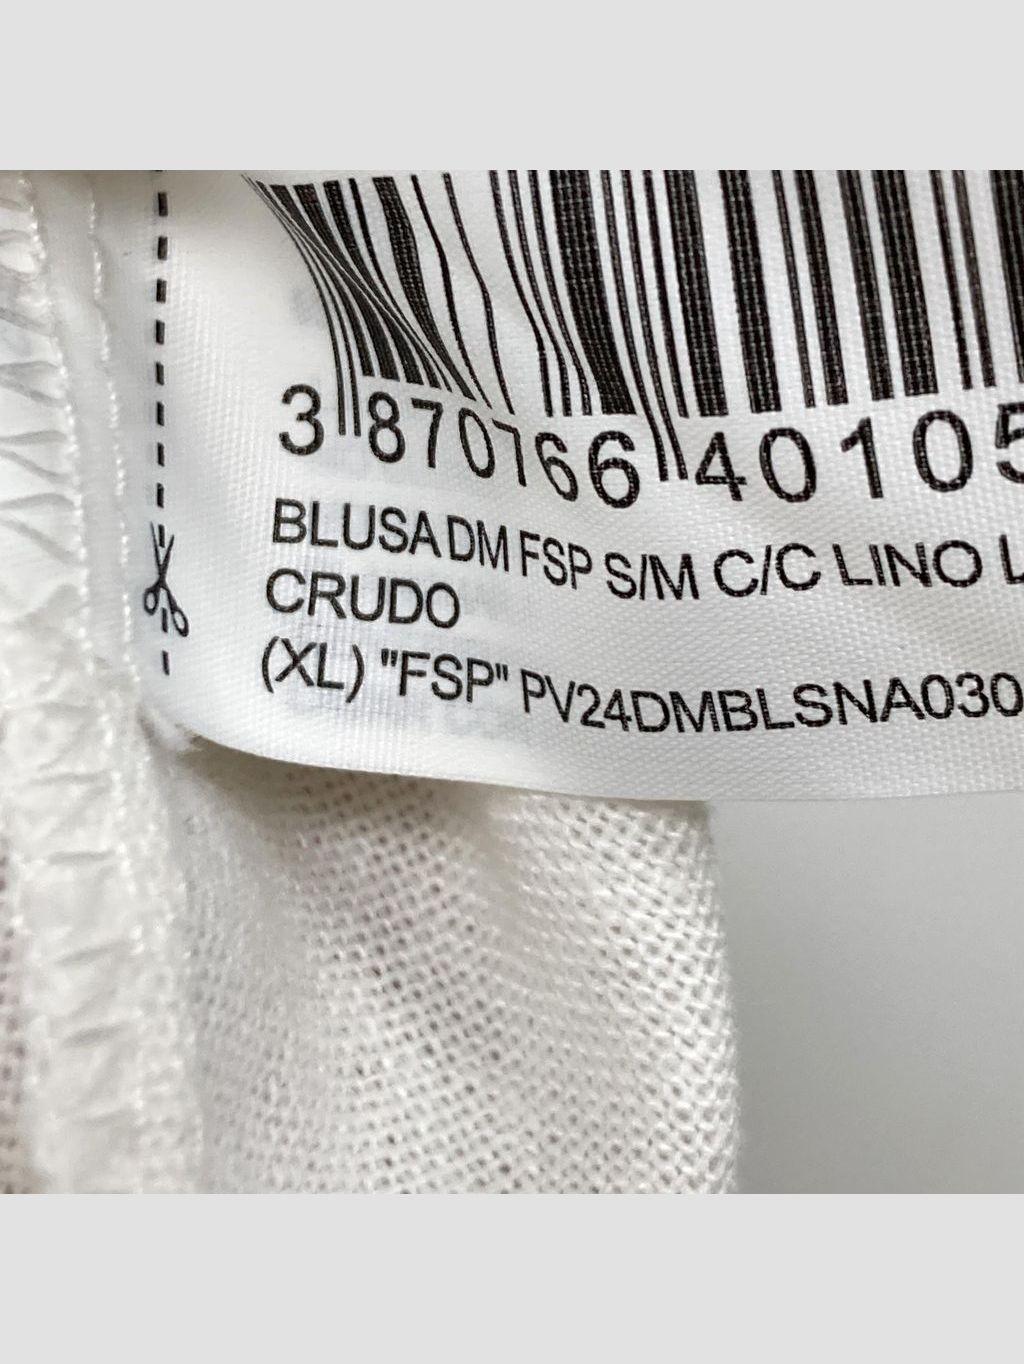 3 870766 40105
BLUSA DM FSP S/M C/C LINO L
CRUDO
(XL) "FSP" PV24DMBLSNA030